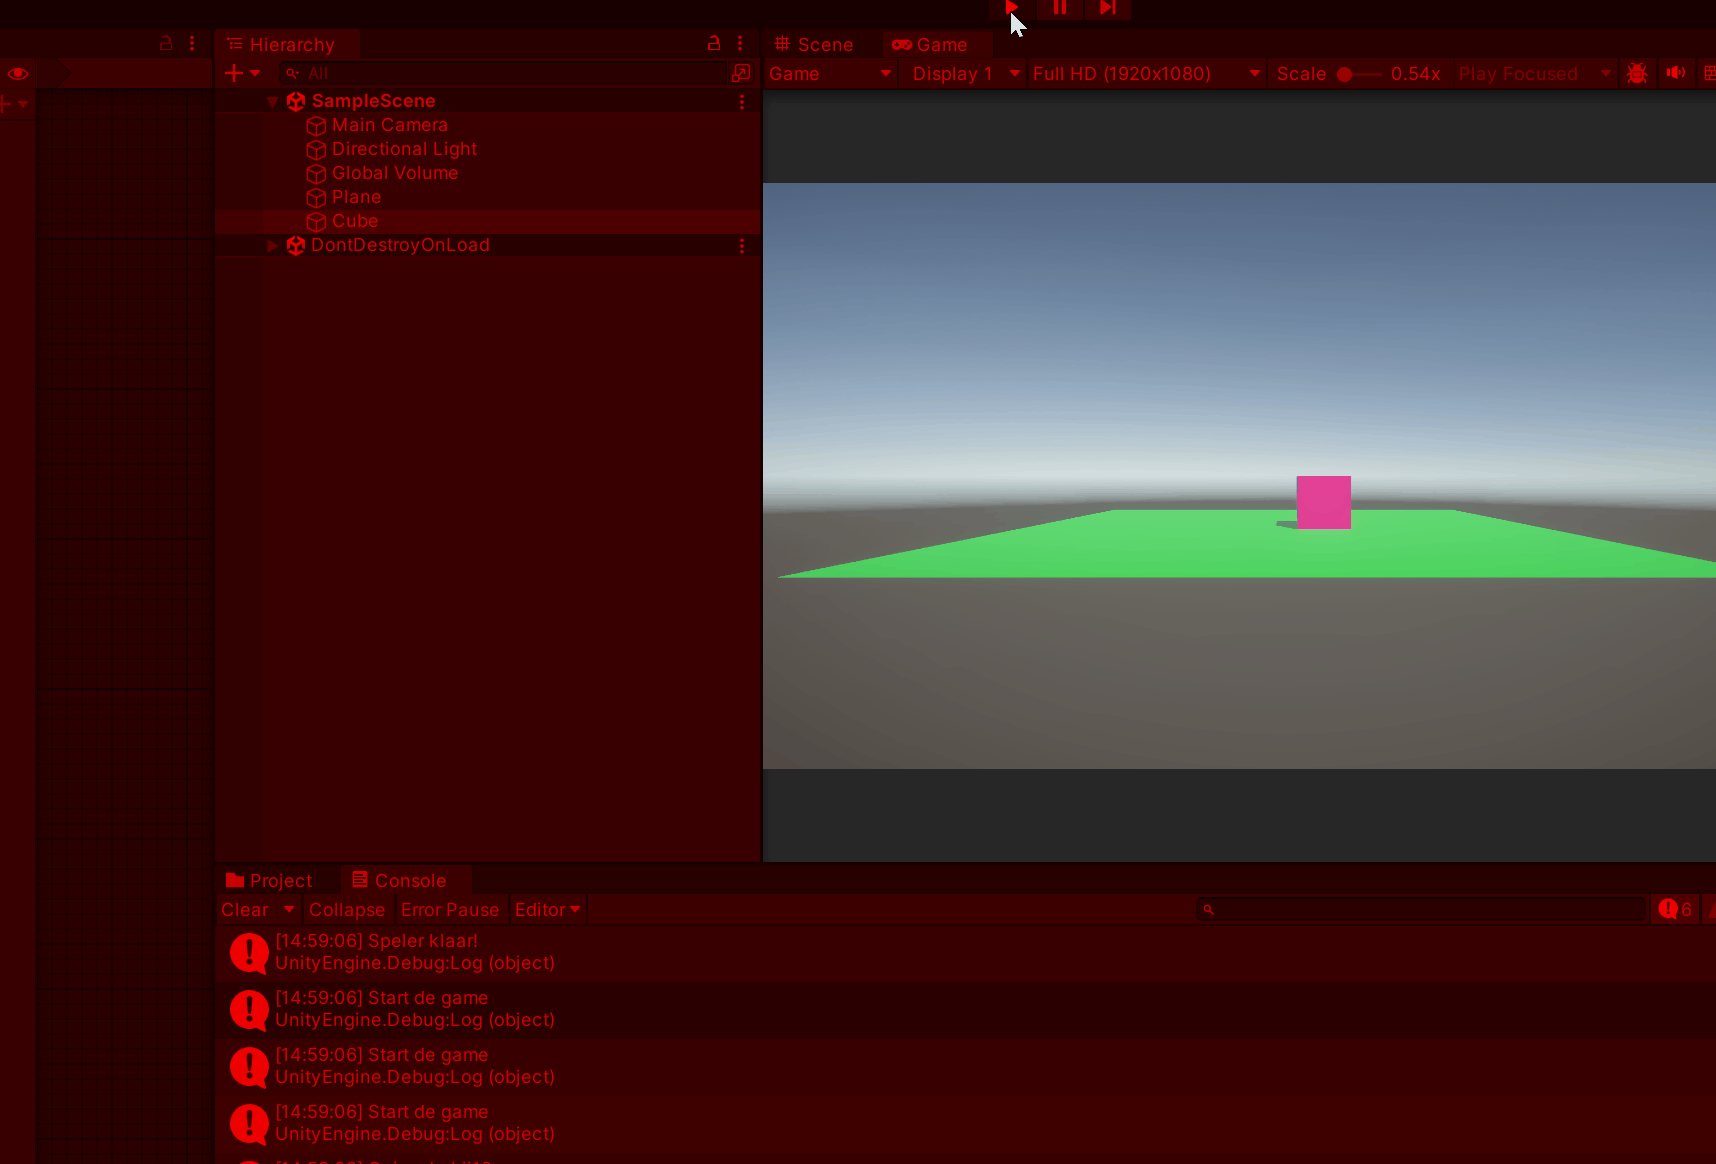 Hierarchy
Scene
Game
All
Game
Display 1
Full HD (1920x1080)
Scale
0.54x
Play Focused
SampleScene
Main Camera
Directional Light
Global Volume
Plane
Cube
DontDestroyOnLoad
Project
Console
Clear
Collapse
Error Pause
Editor
6
[14:59:06] Speler klaar!
UnityEngine.Debug:Log (object)
[14:59:06] Start de game
UnityEngine.Debug:Log (object)
[14:59:06] Start de game
UnityEngine.Debug:Log (object)
[14:59:06] Start de game
UnityEngine.Debug:Log (object)